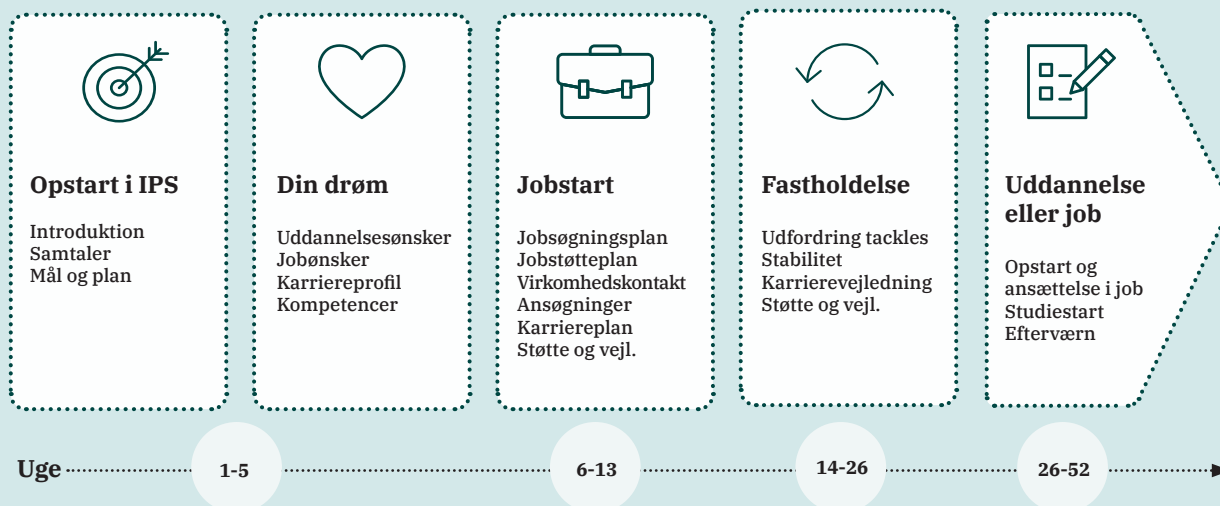 Opstart i IPS
Introduktion
Samtaler
Mål og plan
Din drøm
Uddannelsesønsker
Jobønsker
Karriereprofil
Kompetencer
Jobstart
Jobsøgningsplan
Jobstøtteplan
Virkomhedskontakt
Ansøgninger
Karriereplan
Støtte og vejl.
Fastholdelse
Udfordring tackles
Stabilitet
Karrierevejledning
Støtte og vejl.
Uddannelse
eller job
Opstart og
ansættelse i job
Studiestart
Efterværn
Uge
1-5
6-13
14-26
26-52